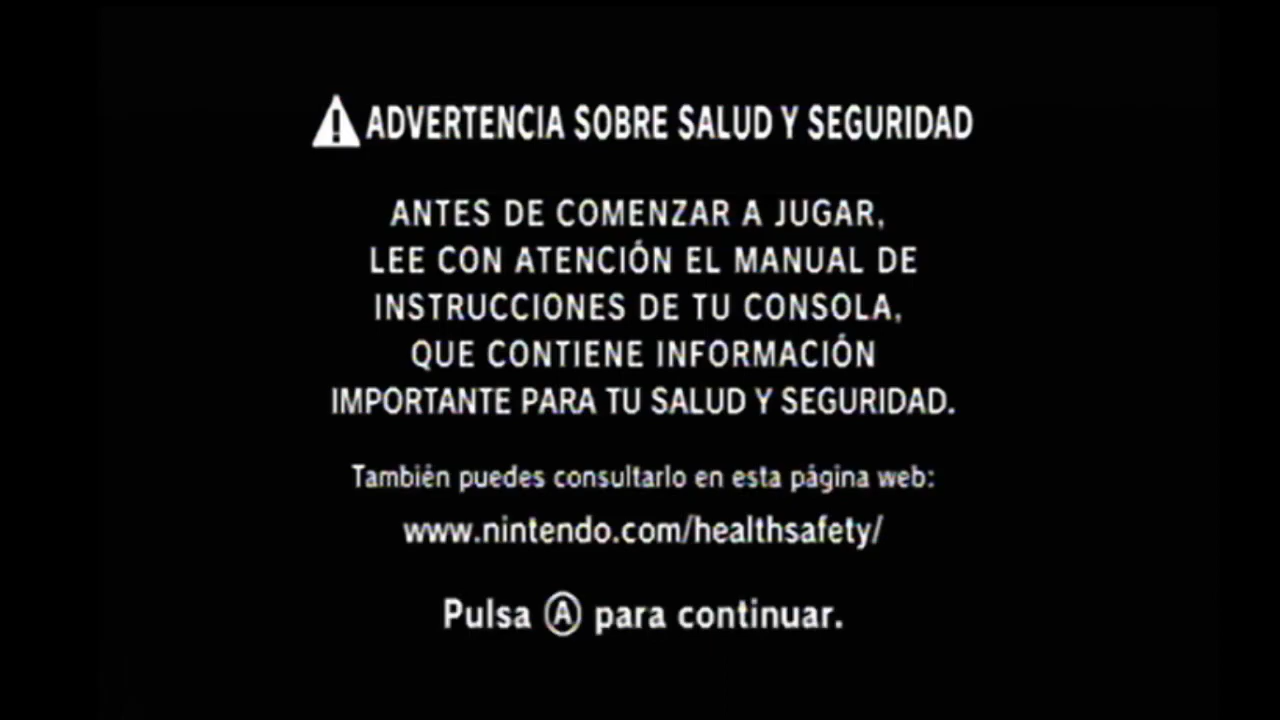 ADVERTENCIA SOBRE SALUD Y SEGURIDAD
ANTES DE COMENZAR A JUGAR,
LEE CON ATENCIÓN EL MANUAL DE
INSTRUCCIONES DE TU CONSOLA,
QUE CONTIENE INFORMACIÓN
IMPORTANTE PARA TU SALUD Y SEGURIDAD.
También puedes consultarlo en esta página web:
www.nintendo.com/healthsafety/
Pulsa Ⓐ para continuar.